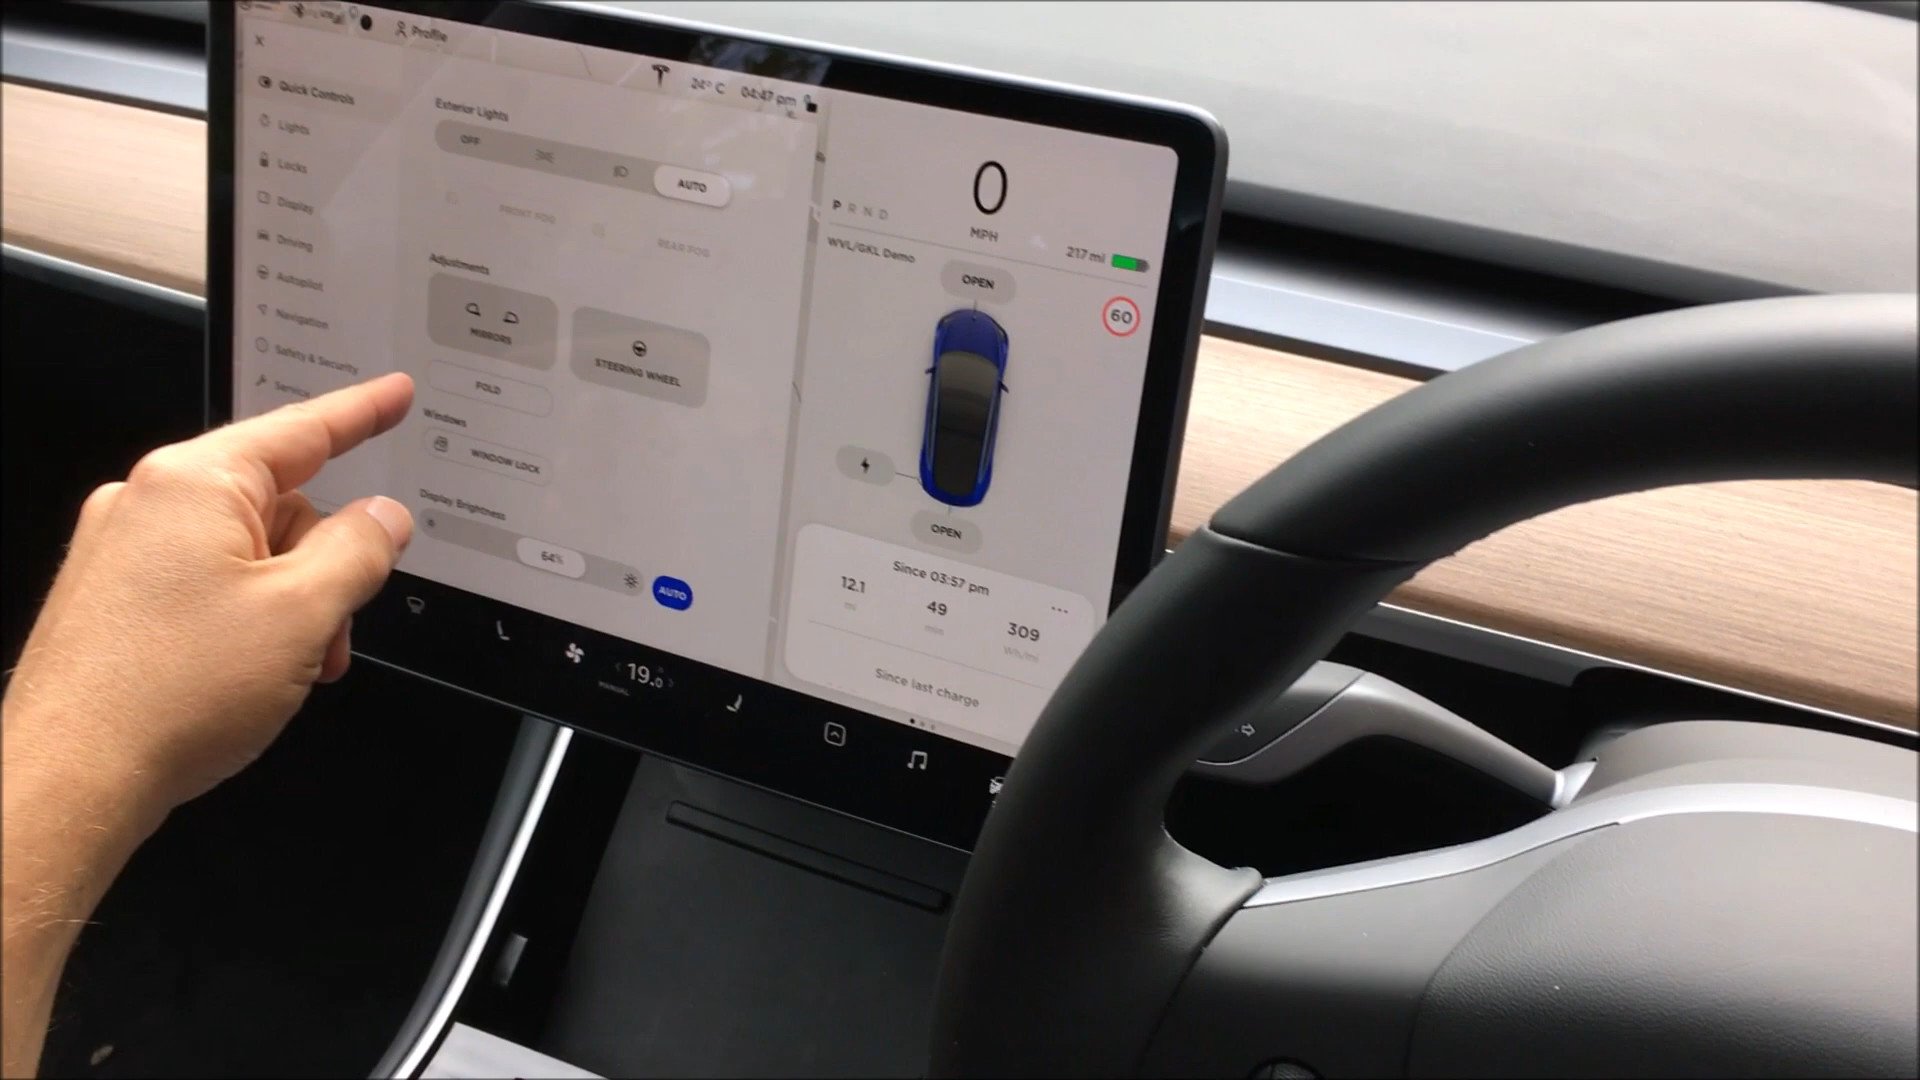 Profile
24° C 04:47 pm
X
Quick Controls
Lights
Locks
Display
Driving
Autopilot
Navigation
Safety & Security
Service
Exterior Lights
OFF
AUTO
FRONT FOG
REAR FOG
Adjustments
MIRRORS
STEERING WHEEL
FOLD
Windows
WINDOW LOCK
Display Brightness
64%
AUTO
0
MPH
P R N D
217 mi
WVL/GKL Demo
OPEN
60
OPEN
Since 03:57 pm
12.1
mi
49
min
309
Wh/mi
Since last charge
19.0
MANUAL